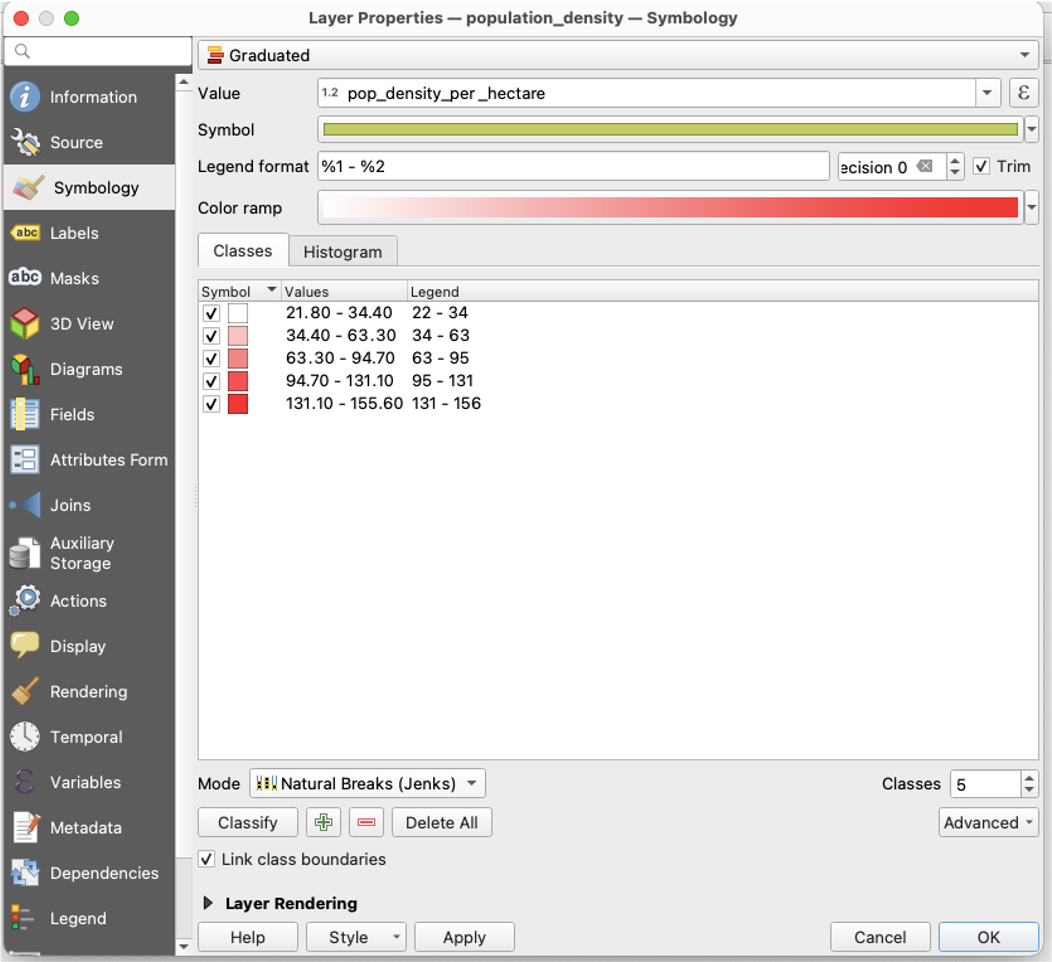 Layer Properties — population_density — Symbology
Graduated
Information
Value
1.2 pop_density_per _hectare
ε
Source
Symbol
Symbology
Legend format
%1 - %2
ecision 0
Trim
Color ramp
abc Labels
abc Masks
3D View
Diagrams
Fields
Attributes Form
Joins
Auxiliary
Storage
Actions
Display
Rendering
Temporal
ε Variables
Metadata
Dependencies
Legend
Classes
Histogram
Symbol Values Legend
21.80 - 34.40 22 - 34
34.40 - 63.30 34 - 63
63.30 - 94.70 63 - 95
94.70 - 131.10 95 - 131
131.10 - 155.60 131 - 156
Mode Natural Breaks (Jenks)
Classes 5
Classify
Delete All
Advanced
Link class boundaries
Layer Rendering
Help
Style
Apply
Cancel
OK